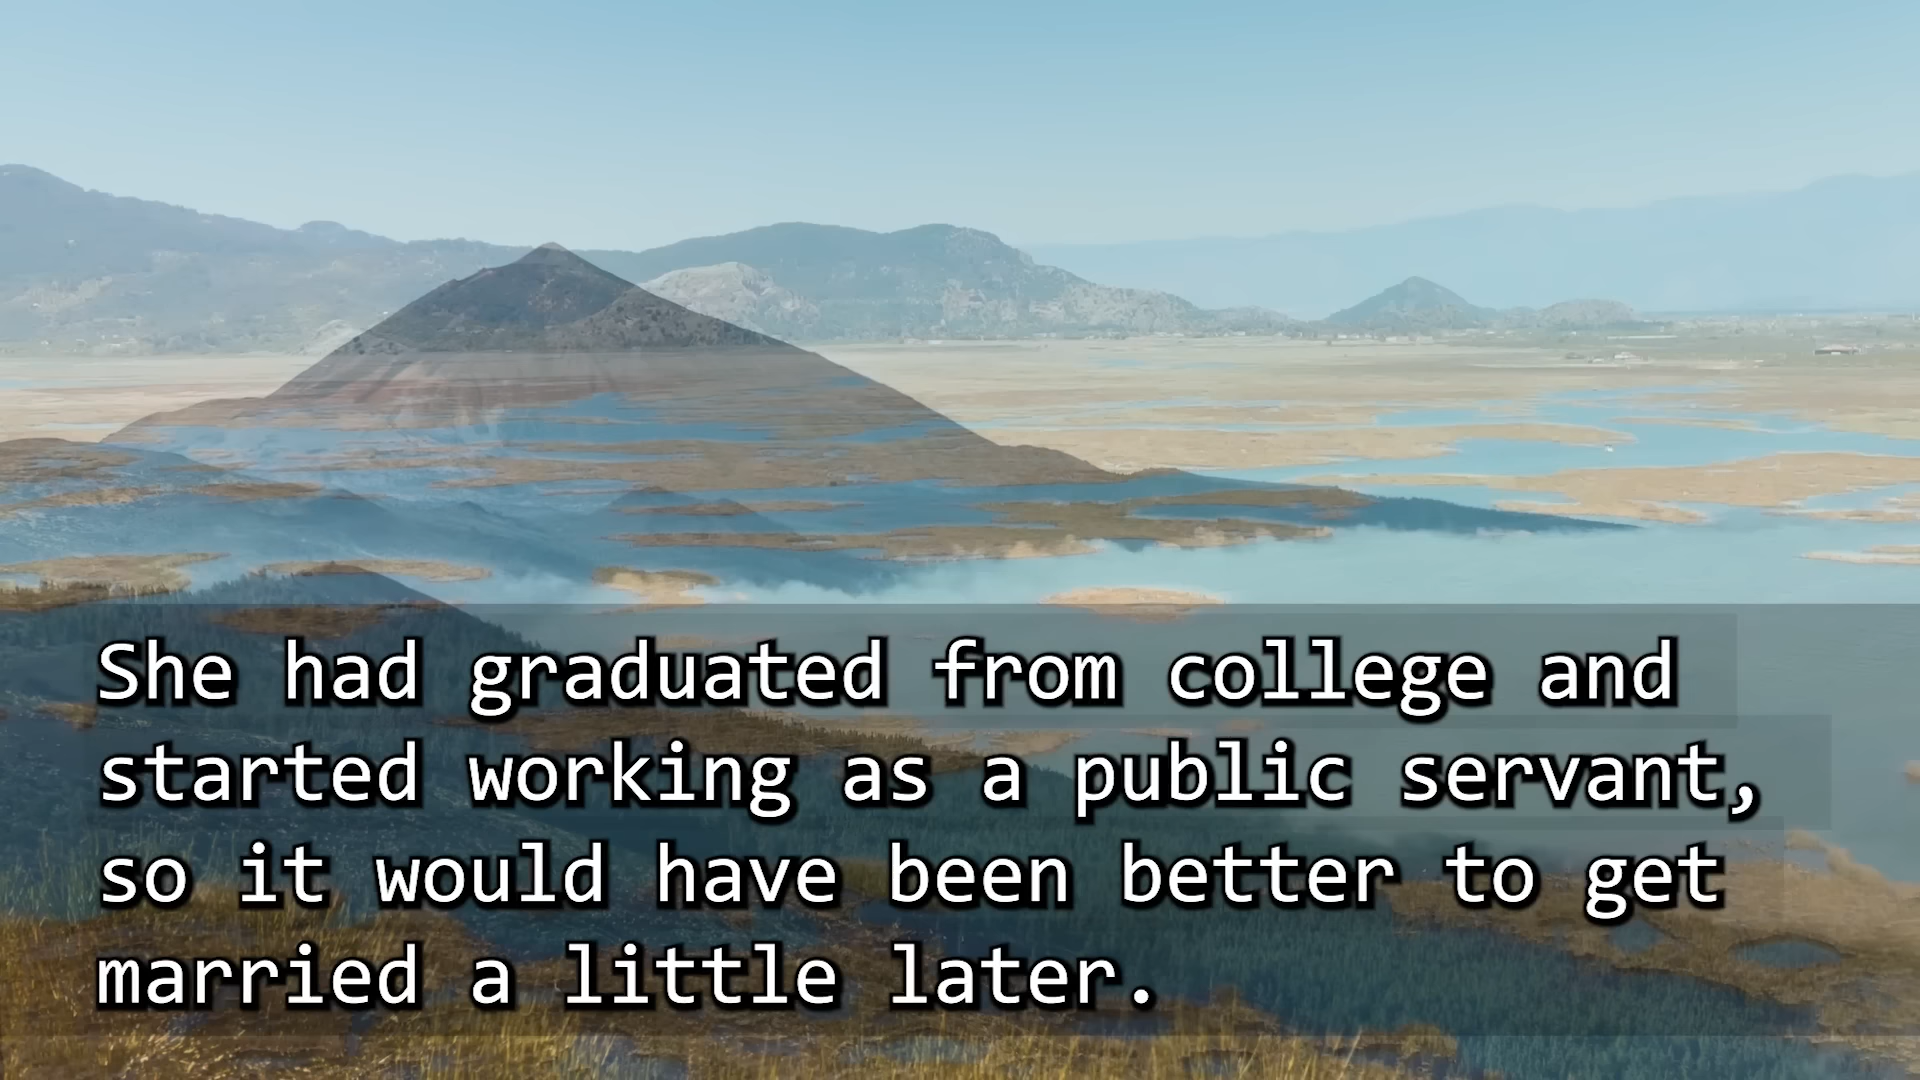 She had graduated from college and
started working as a public servant,
so it would have been better to get
married a little later.